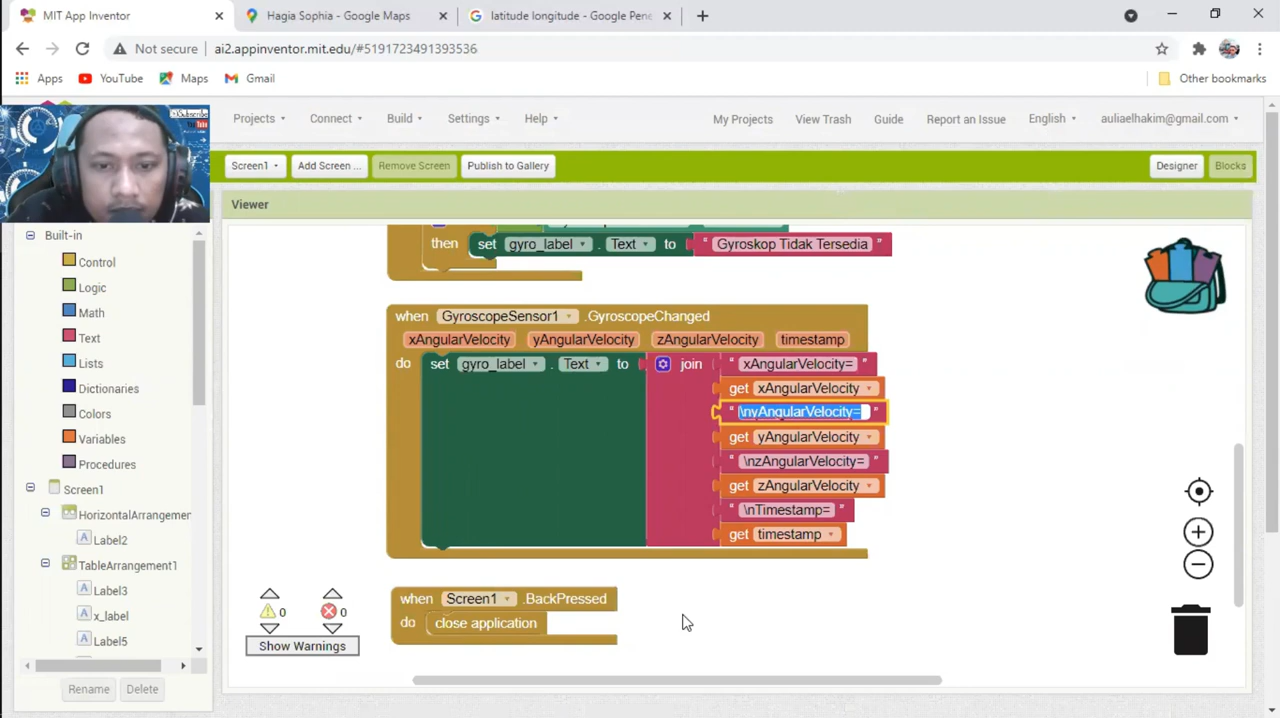 MIT App Inventor
Hagia Sophia - Google Maps
latitude longitude - Google Pene
Not secure
ai2.appinventor.mit.edu/#5191723491393536
Apps
YouTube
Maps
Gmail
Other bookmarks
Subscribe
Projects
Connect
Build
Settings
Help
My Projects
View Trash
Guide
Report an Issue
English
auliaelhakim@gmail.com
Screen1
Add Screen ...
Remove Screen
Publish to Gallery
Designer
Blocks
Viewer
Built-in
Control
Logic
Math
Text
Lists
Dictionaries
Colors
Variables
Procedures
Screen1
HorizontalArrangemen
Label2
TableArrangement1
Label3
x_label
Label5
Rename
Delete
then set gyro_label . Text to " Gyroskop Tidak Tersedia "
when GyroscopeSensor1 .GyroscopeChanged
xAngularVelocity yAngularVelocity zAngularVelocity timestamp
do set gyro_label . Text to join " xAngularVelocity= "
get xAngularVelocity
" \nyAngularVelocity= "
get yAngularVelocity
" \nzAngularVelocity= "
get zAngularVelocity
" \nTimestamp= "
get timestamp
when Screen1 .BackPressed
do close application
0 0
Show Warnings